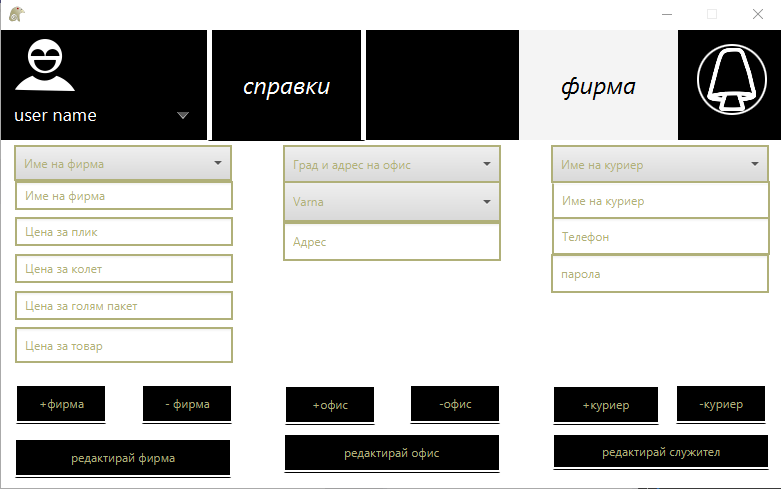 user name
справки
фирма
Име на фирма
Име на фирма
Цена за плик
Цена за колет
Цена за голям пакет
Цена за товар
Град и адрес на офис
Varna
Адрес
Име на куриер
Име на куриер
Телефон
парола
+фирма
- фирма
редактирай фирма
+офис
-офис
редактирай офис
+куриер
-куриер
редактирай служител